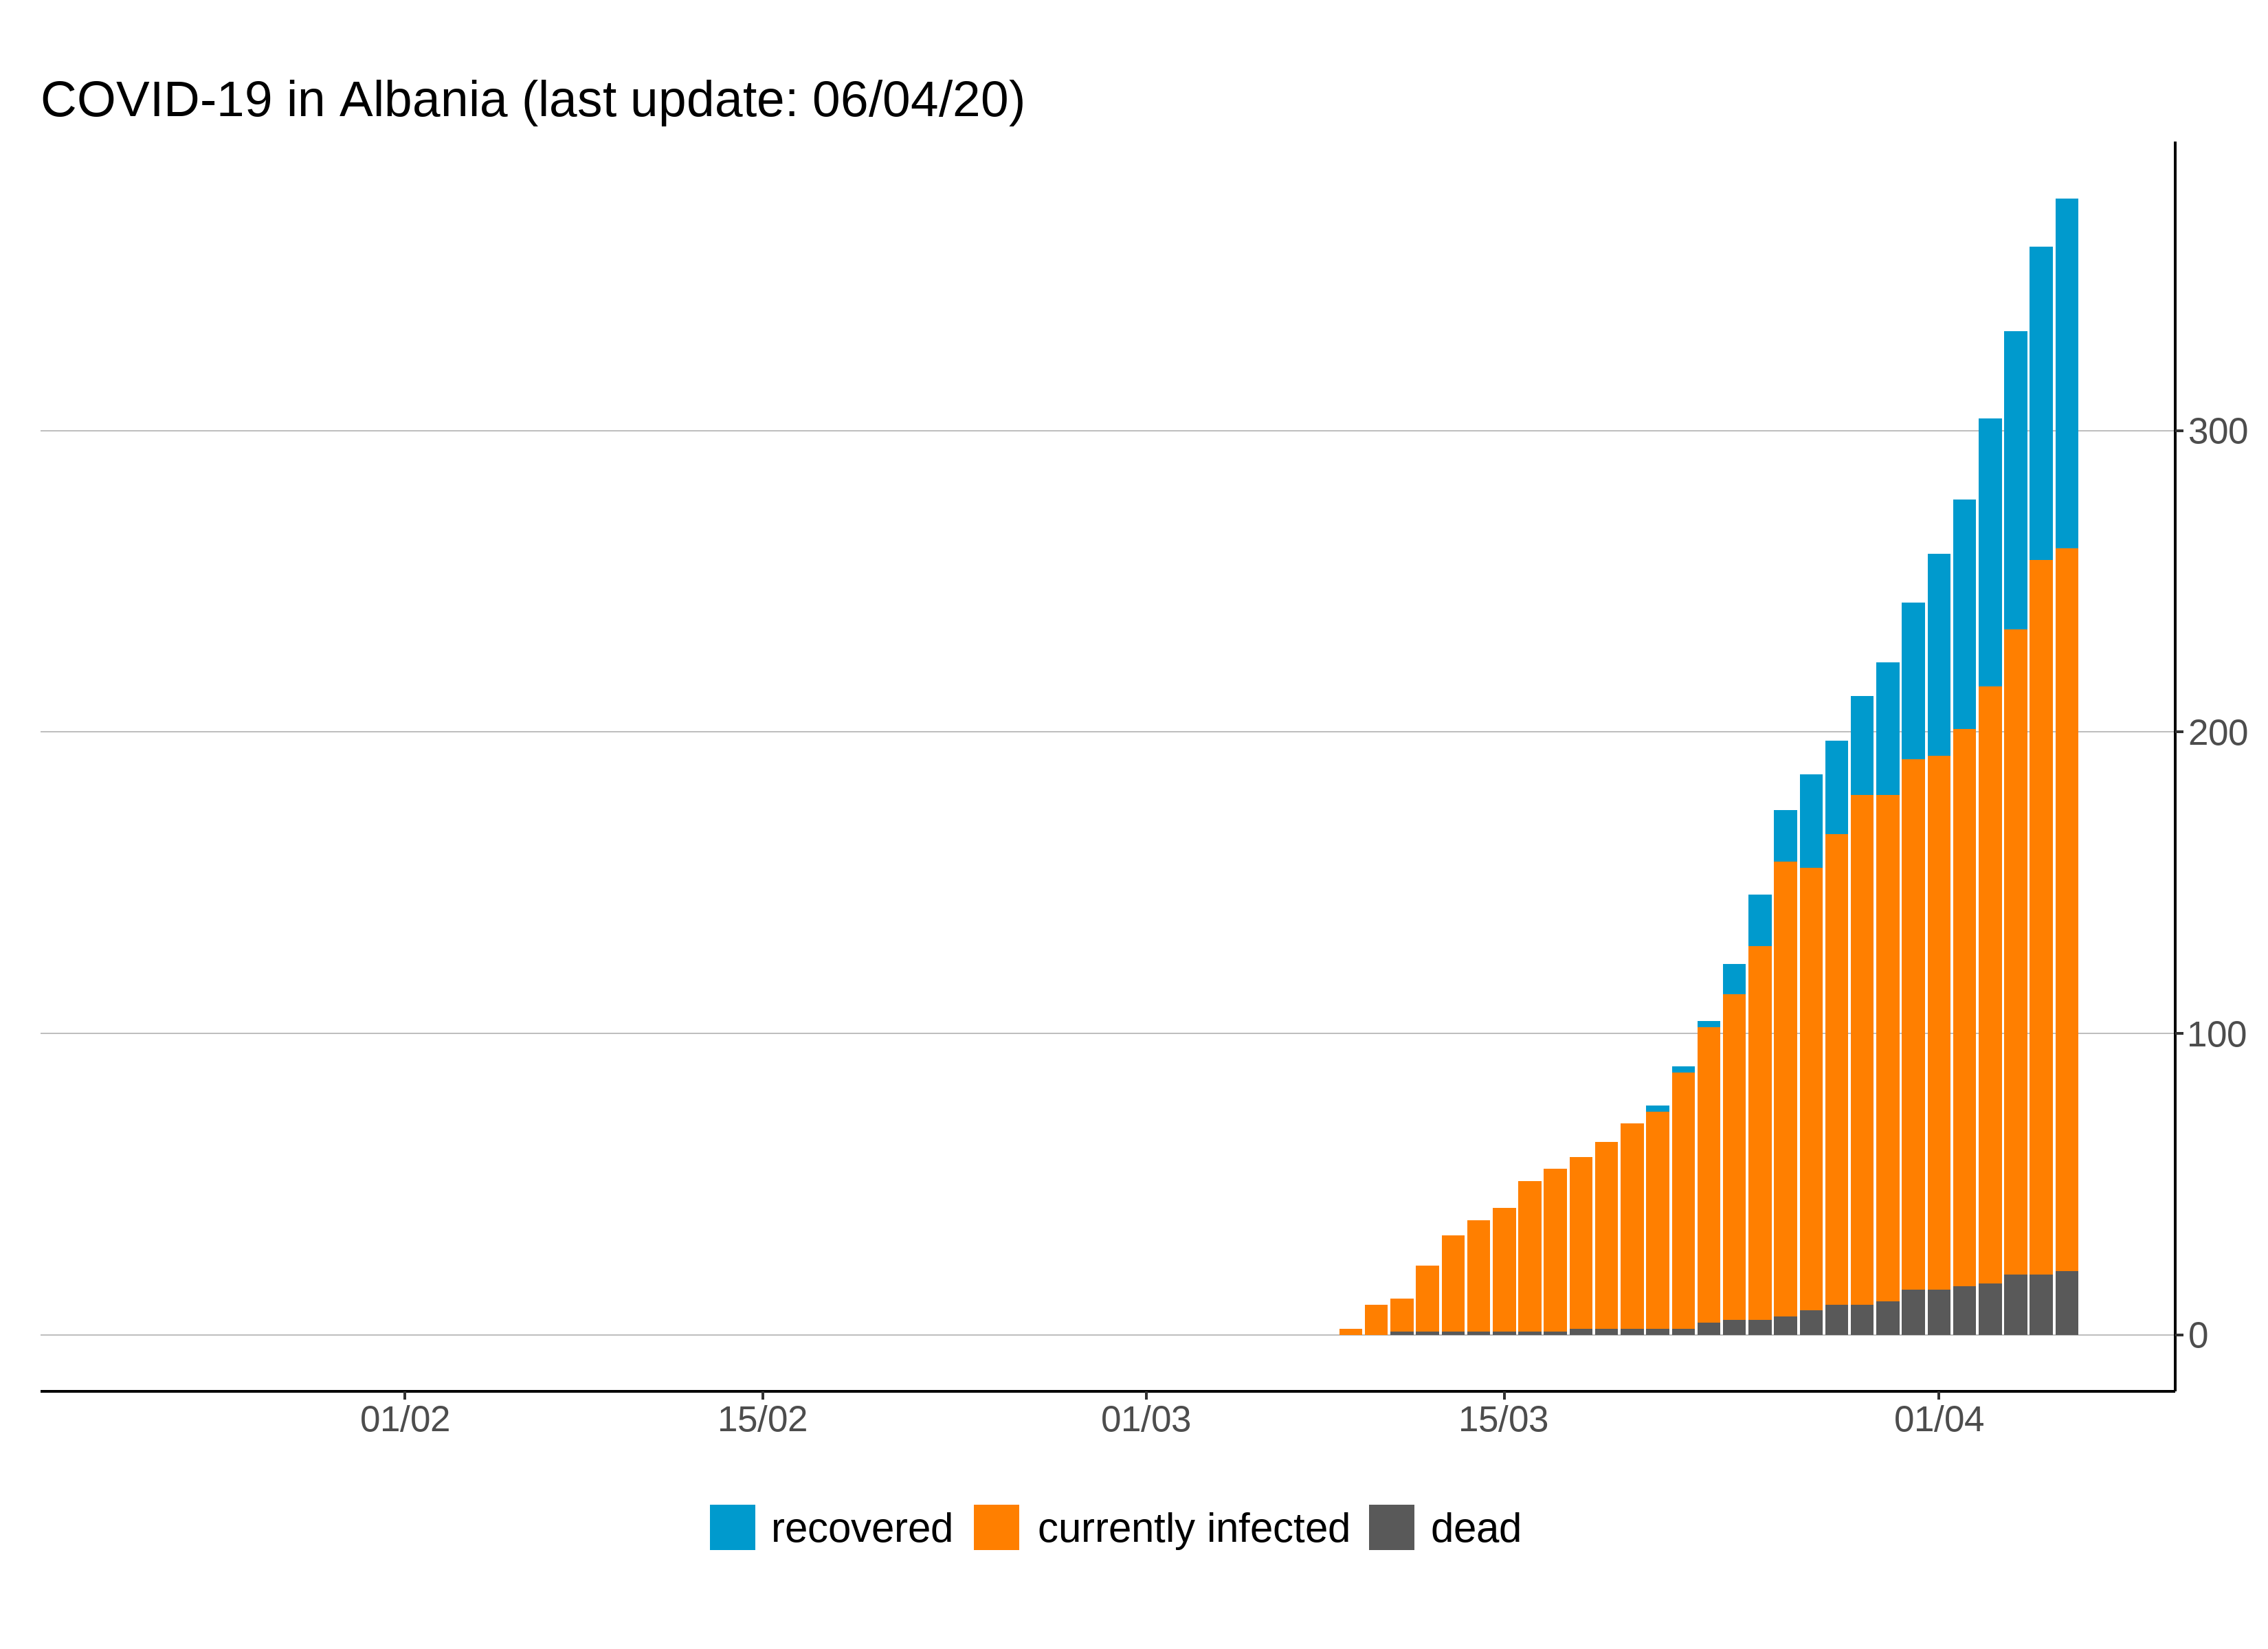 COVID-19 in Albania (last update: 06/04/20)
300
200
100
0
01/02 15/02 01/03 15/03 01/04
recovered currently infected dead